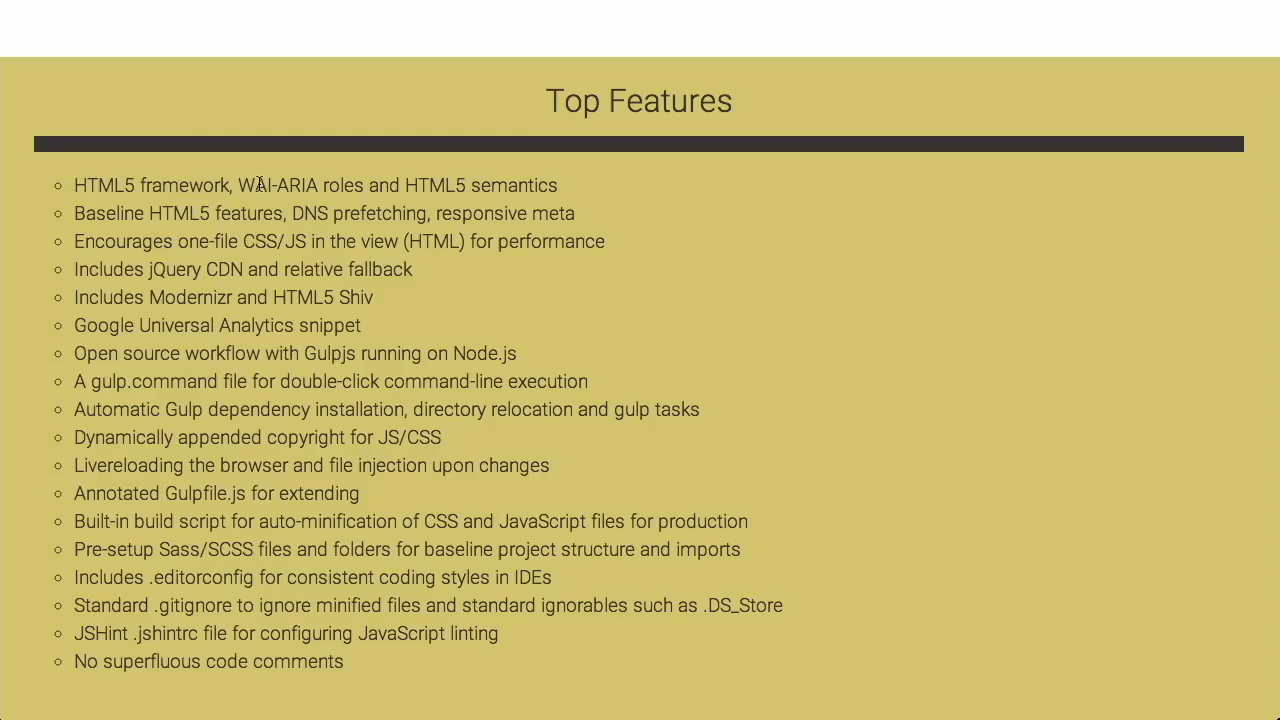 Top Features
HTML5 framework, WAI-ARIA roles and HTML5 semantics
Baseline HTML5 features, DNS prefetching, responsive meta
Encourages one-file CSS/JS in the view (HTML) for performance
Includes jQuery CDN and relative fallback
Includes Modernizr and HTML5 Shiv
Google Universal Analytics snippet
Open source workflow with Gulpjs running on Node.js
A gulp.command file for double-click command-line execution
Automatic Gulp dependency installation, directory relocation and gulp tasks
Dynamically appended copyright for JS/CSS
Livereloading the browser and file injection upon changes
Annotated Gulpfile.js for extending
Built-in build script for auto-minification of CSS and JavaScript files for production
Pre-setup Sass/SCSS files and folders for baseline project structure and imports
Includes .editorconfig for consistent coding styles in IDEs
Standard .gitignore to ignore minified files and standard ignorables such as .DS_Store
JSHint .jshintrc file for configuring JavaScript linting
No superfluous code comments